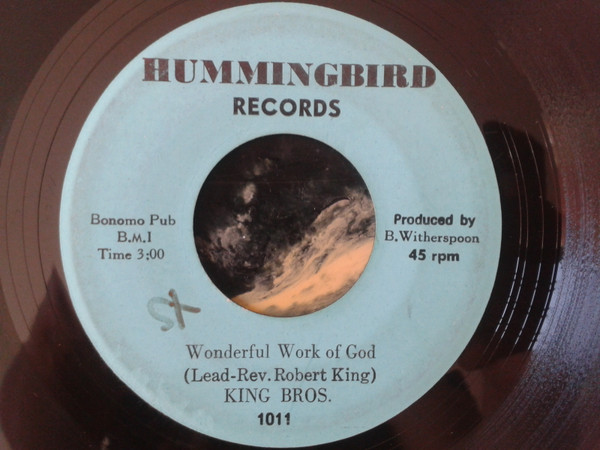 HUMMINGBIRD
RECORDS
Bonomo Pub
B.M.I
Time 3:00
Produced by
B.Witherspoon
45 rpm
Wonderful Work of God
(Lead-Rev. Robert King)
KING BROS.
1011